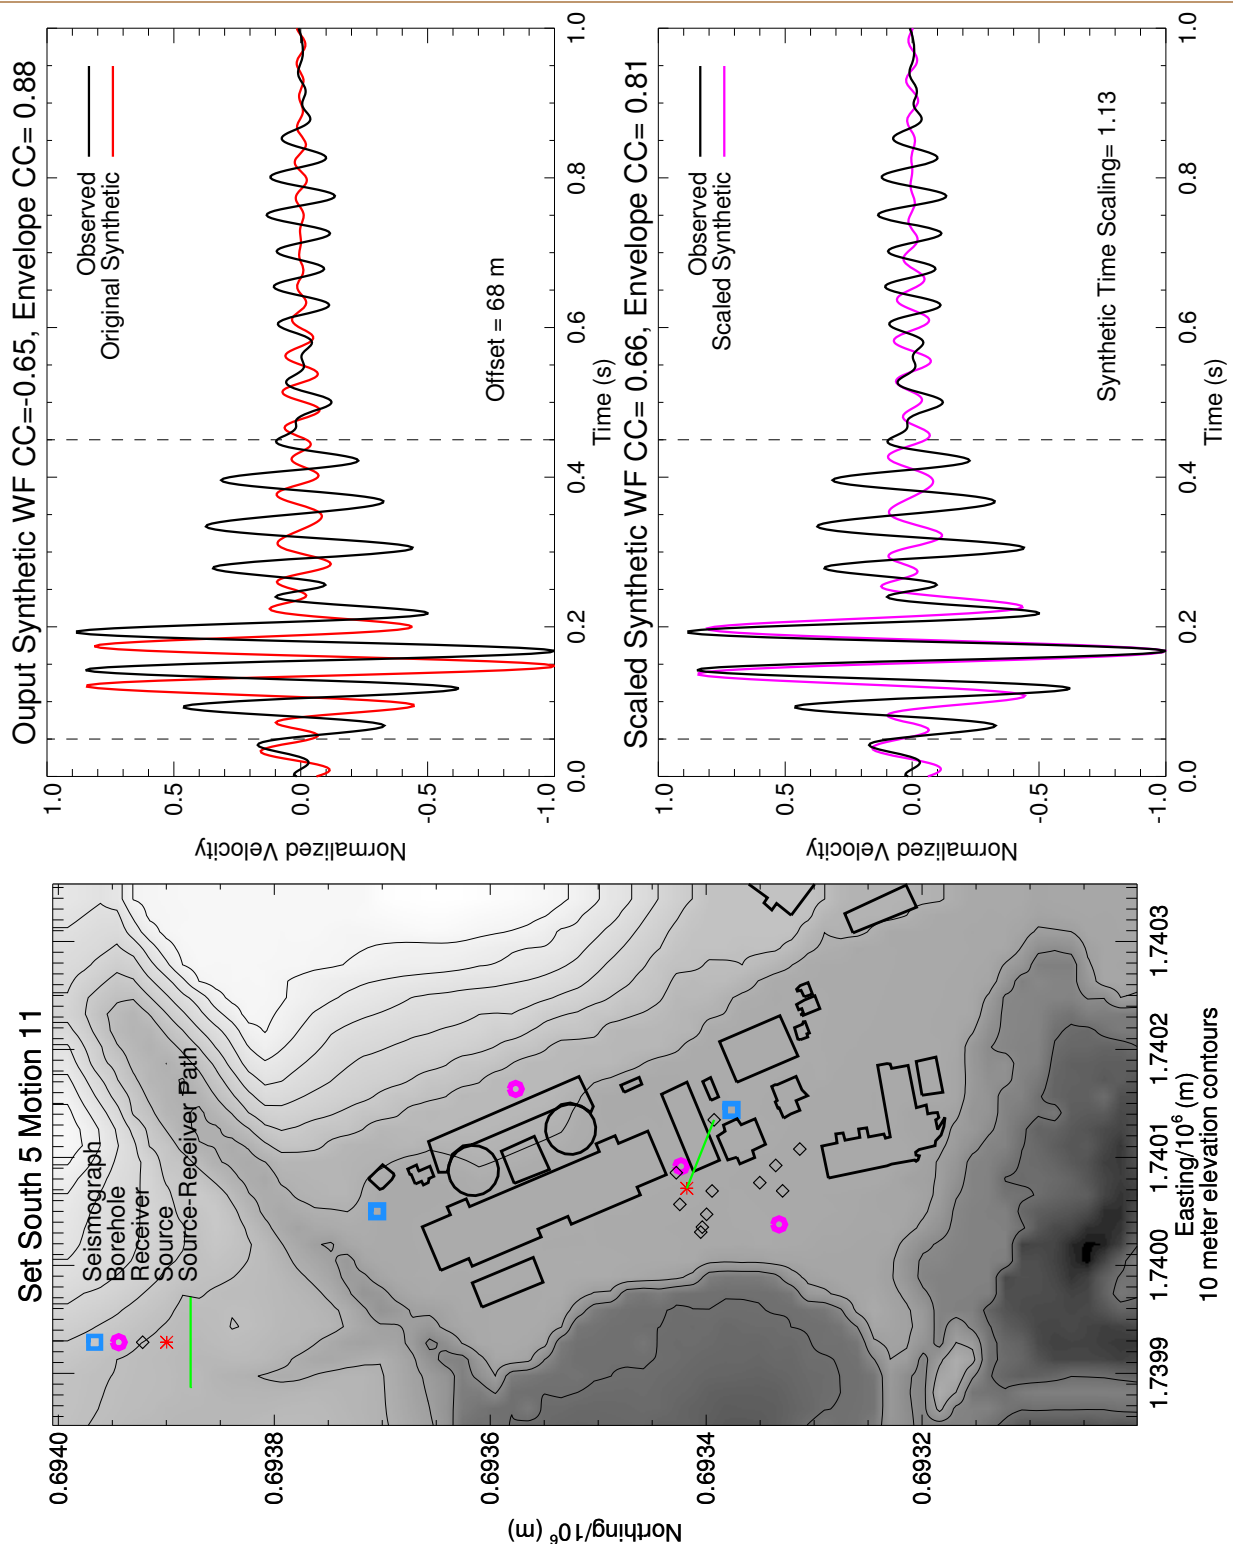 Set South 5 Motion 11
Seismograph
Borehole
Receiver
Source
Source-Receiver Path
0.6940
0.6938
0.6936
0.6934
0.6932
Northing/10⁶ (m)
1.7399
1.7400
1.7401
1.7402
1.7403
Easting/10⁶ (m)
10 meter elevation contours
Ouput Synthetic WF CC=-0.65, Envelope CC= 0.88
Observed
Original Synthetic
Offset = 68 m
1.0
0.5
0.0
-0.5
-1.0
Normalized Velocity
0.0
0.2
0.4
0.6
0.8
1.0
Time (s)
Scaled Synthetic WF CC= 0.66, Envelope CC= 0.81
Observed
Scaled Synthetic
Synthetic Time Scaling= 1.13
1.0
0.5
0.0
-0.5
-1.0
Normalized Velocity
0.0
0.2
0.4
0.6
0.8
1.0
Time (s)